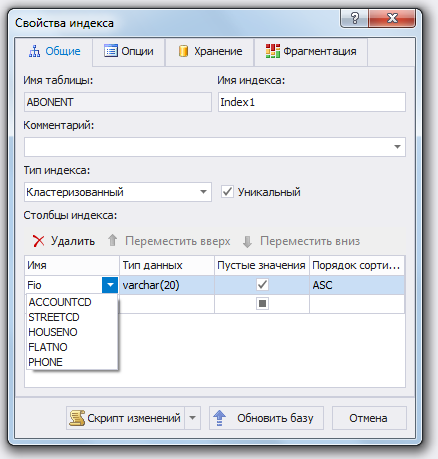 Свойства индекса
Общие Опции Хранение Фрагментация
Имя таблицы: Имя индекса:
ABONENT Index1
Комментарий:
Тип индекса:
Кластеризованный Уникальный
Столбцы индекса:
Удалить Переместить вверх Переместить вниз
Имя Тип данных Пустые значения Порядок сорти...
Fio varchar(20) ASC
ACCOUNTCD
STREETCD
HOUSENO
FLATNO
PHONE
Скрипт изменений Обновить базу Отмена